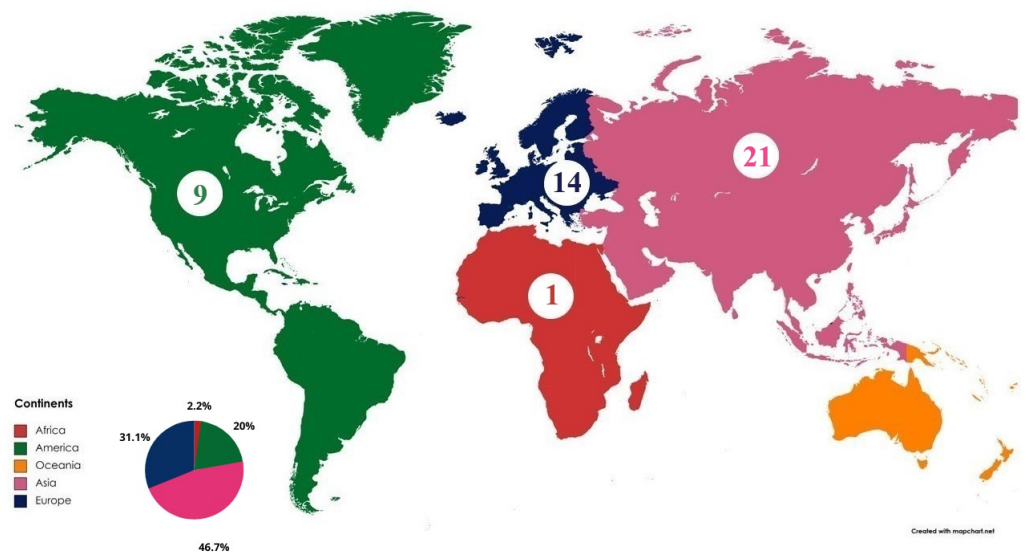 9
14
21
1
Continents
Africa
America
Oceania
Asia
Europe
2.2%
31.1%
20%
46.7%
Created with mapchart.net